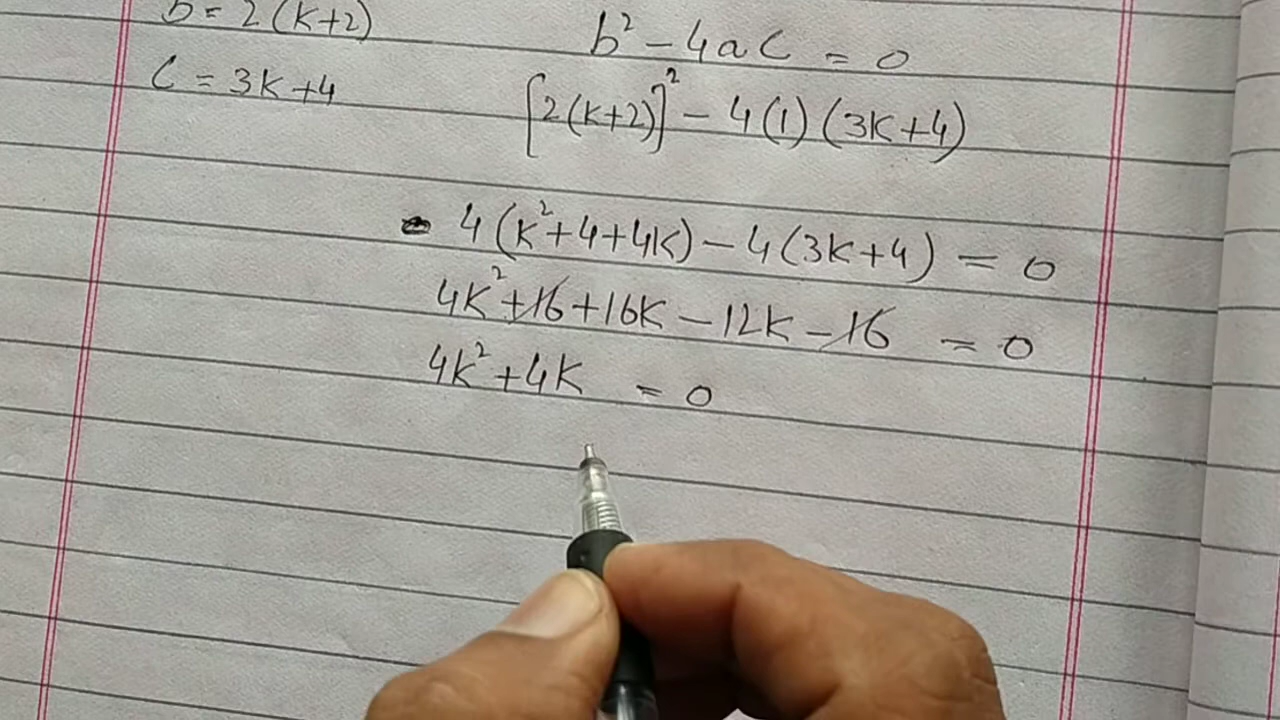 b = 2(K+2)
C = 3K+4
b² - 4aC = 0
[2(K+2)]² - 4(1)(3K+4)
4(K²+4+4K) - 4(3K+4) = 0
4K²+16+16K-12K-16 = 0
4K²+4K = 0